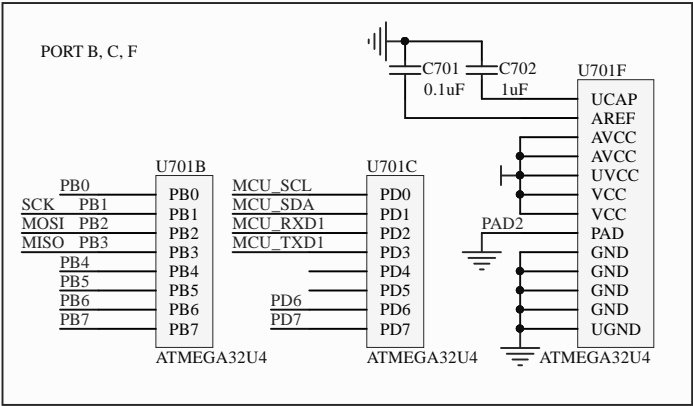 PORT B, C, F
C701
0.1uF
C702
1uF
U701F
UCAP
AREF
AVCC
AVCC
UVCC
VCC
VCC
PAD2 PAD
GND
GND
GND
GND
UGND
ATMEGA32U4
U701B
PB0 PB0
SCK PB1 PB1
MOSI PB2 PB2
MISO PB3 PB3
PB4 PB4
PB5 PB5
PB6 PB6
PB7 PB7
ATMEGA32U4
U701C
MCU_SCL PD0
MCU_SDA PD1
MCU_RXD1 PD2
MCU_TXD1 PD3
PD4
PD5
PD6 PD6
PD7 PD7
ATMEGA32U4